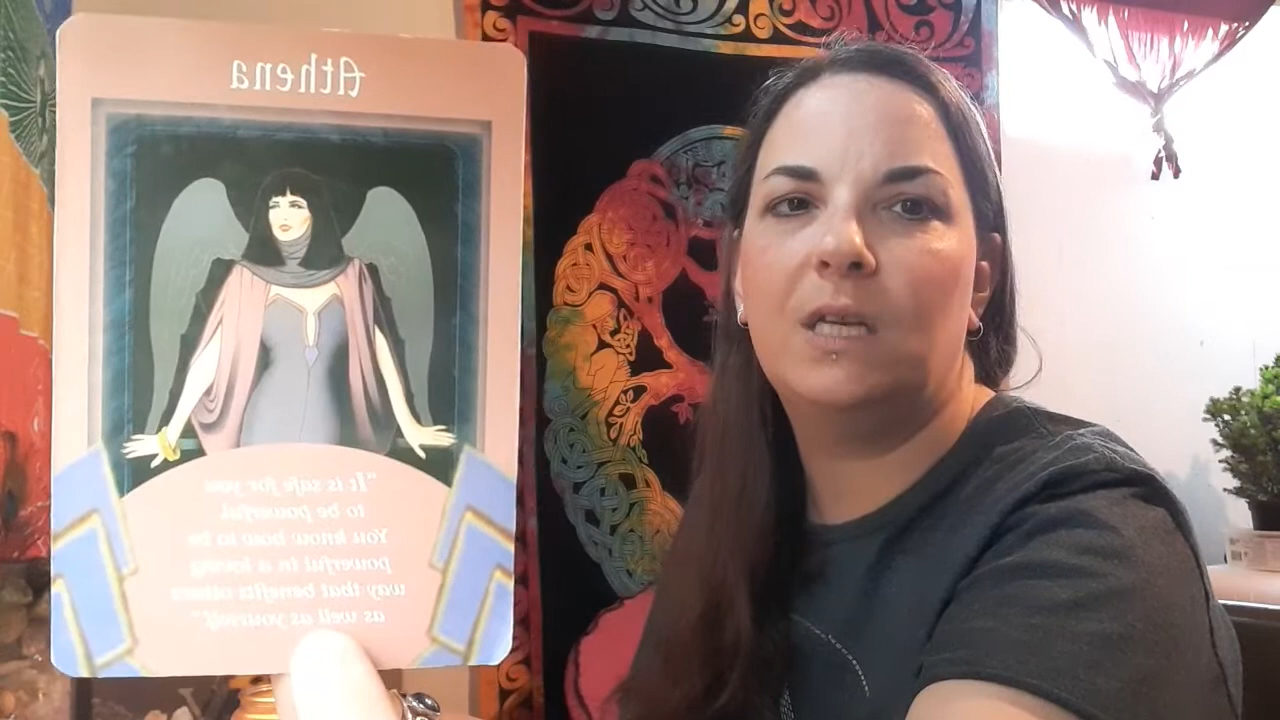 Athena
"It is safe for you
to be powerful.
You know how to be
powerful in a loving
way that benefits others
as well as yourself."